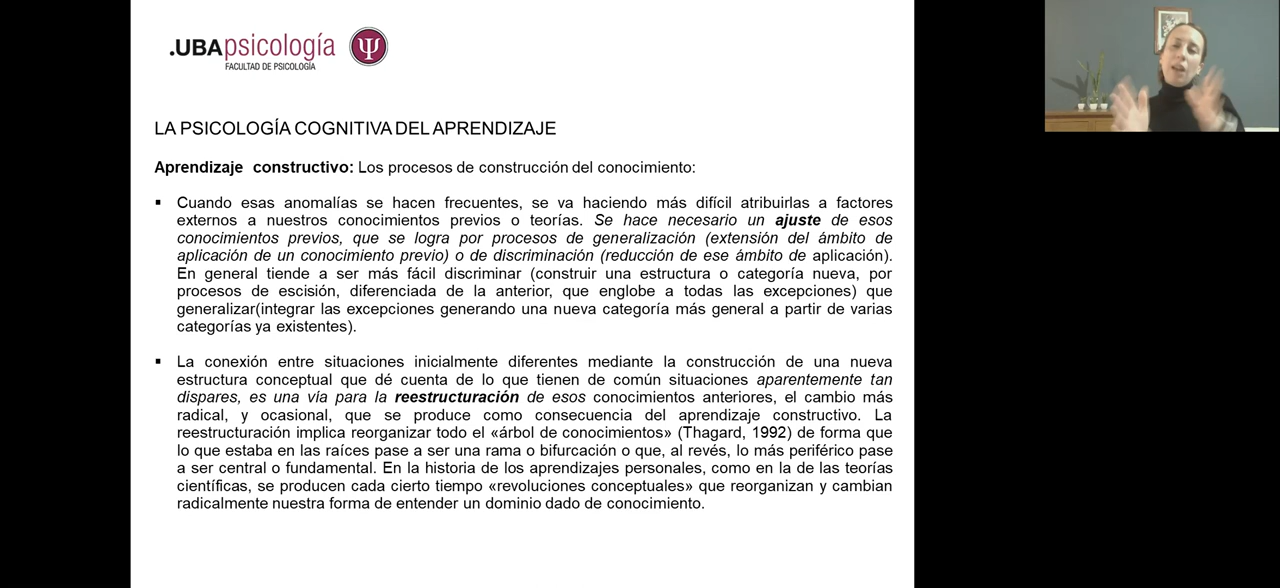 .UBApsicología
FACULTAD DE PSICOLOGÍA
LA PSICOLOGÍA COGNITIVA DEL APRENDIZAJE
Aprendizaje constructivo: Los procesos de construcción del conocimiento:
▪ Cuando esas anomalías se hacen frecuentes, se va haciendo más difícil atribuirlas a factores
externos a nuestros conocimientos previos o teorías. Se hace necesario un ajuste de esos
conocimientos previos, que se logra por procesos de generalización (extensión del ámbito de
aplicación de un conocimiento previo) o de discriminación (reducción de ese ámbito de aplicación).
En general tiende a ser más fácil discriminar (construir una estructura o categoría nueva, por
procesos de escisión, diferenciada de la anterior, que englobe a todas las excepciones) que
generalizar(integrar las excepciones generando una nueva categoría más general a partir de varias
categorías ya existentes).
▪ La conexión entre situaciones inicialmente diferentes mediante la construcción de una nueva
estructura conceptual que dé cuenta de lo que tienen de común situaciones aparentemente tan
dispares, es una vía para la reestructuración de esos conocimientos anteriores, el cambio más
radical, y ocasional, que se produce como consecuencia del aprendizaje constructivo. La
reestructuración implica reorganizar todo el «árbol de conocimientos» (Thagard, 1992) de forma que
lo que estaba en las raíces pase a ser una rama o bifurcación o que, al revés, lo más periférico pase
a ser central o fundamental. En la historia de los aprendizajes personales, como en la de las teorías
científicas, se producen cada cierto tiempo «revoluciones conceptuales» que reorganizan y cambian
radicalmente nuestra forma de entender un dominio dado de conocimiento.